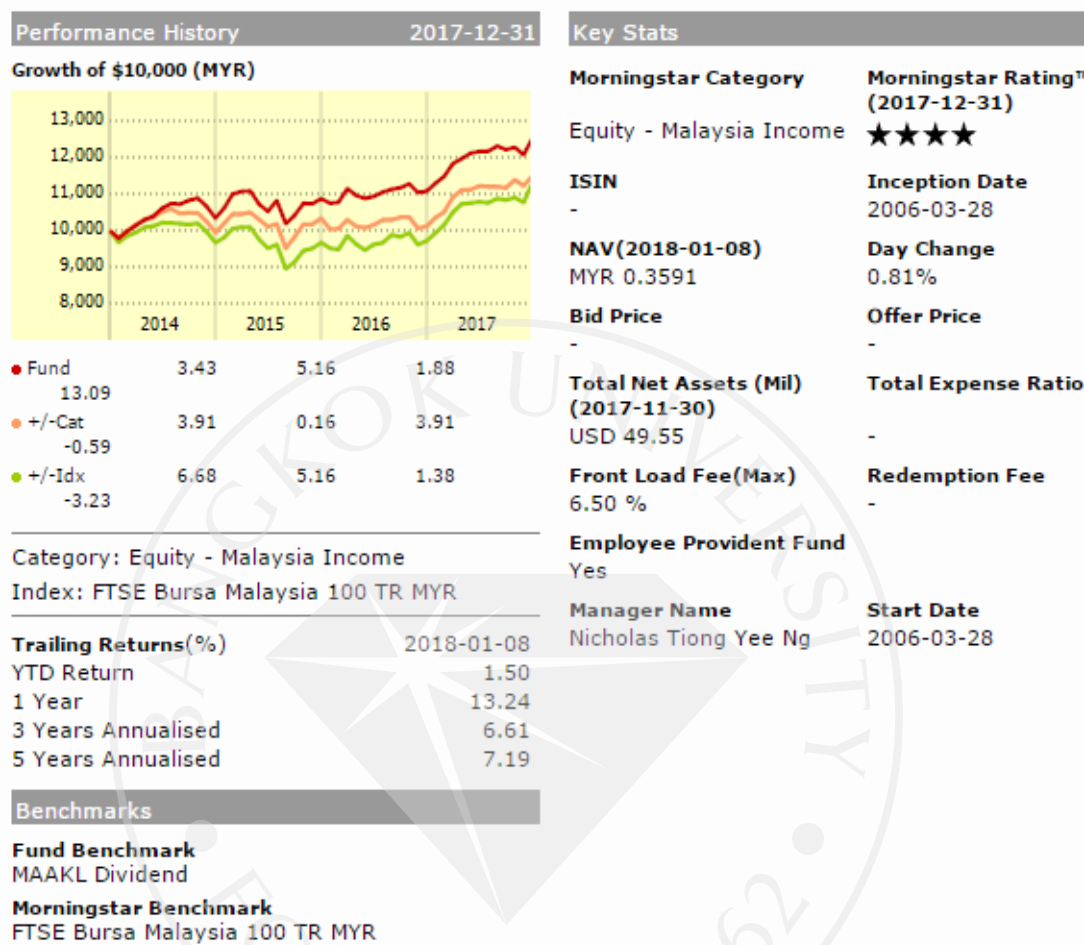 Performance History 2017-12-31
Growth of $10,000 (MYR)
13,000
12,000
11,000
10,000
9,000
8,000
2014 2015 2016 2017
Fund 3.43 5.16 1.88
13.09
+/-Cat 3.91 0.16 3.91
-0.59
+/-Idx 6.68 5.16 1.38
-3.23
Category: Equity - Malaysia Income
Index: FTSE Bursa Malaysia 100 TR MYR
Trailing Returns(%) 2018-01-08
YTD Return 1.50
1 Year 13.24
3 Years Annualised 6.61
5 Years Annualised 7.19
Benchmarks
Fund Benchmark
MAAKL Dividend
Morningstar Benchmark
FTSE Bursa Malaysia 100 TR MYR
Key Stats
Morningstar Category Morningstar Rating™
(2017-12-31)
Equity - Malaysia Income ★★★★
ISIN Inception Date
- 2006-03-28
NAV(2018-01-08) Day Change
MYR 0.3591 0.81%
Bid Price Offer Price
- -
Total Net Assets (Mil) Total Expense Ratio
(2017-11-30)
USD 49.55 -
Front Load Fee(Max) Redemption Fee
6.50 % -
Employee Provident Fund
Yes
Manager Name Start Date
Nicholas Tiong Yee Ng 2006-03-28
BANGKOK UNIVERSITY
62